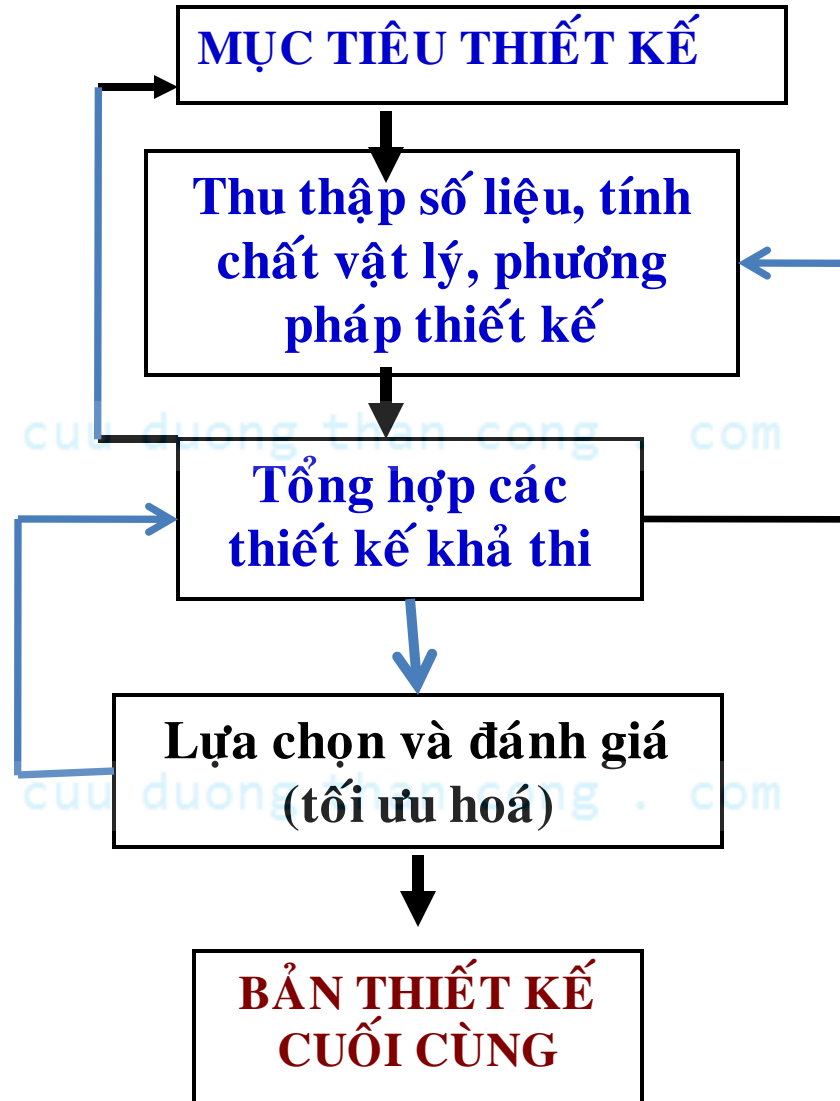 MỤC TIÊU THIẾT KẾ
Thu thập số liệu, tính
chất vật lý, phương
pháp thiết kế
cuu duong than cong . com
Tổng hợp các
thiết kế khả thi
Lựa chọn và đánh giá
cuu duong than cong . com
(tối ưu hoá)
BẢN THIẾT KẾ
CUỐI CÙNG